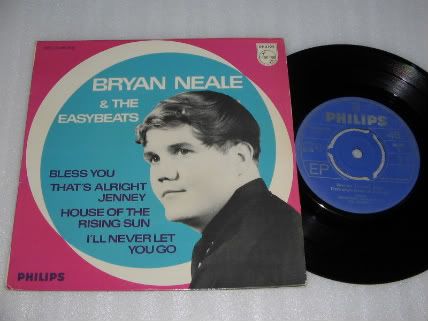 BRYAN NEALE
& THE
EASYBEATS
BLESS YOU
THAT'S ALRIGHT
JENNEY
HOUSE OF THE
RISING SUN
I'LL NEVER LET
YOU GO
PHILIPS
PHILIPS
45
EP